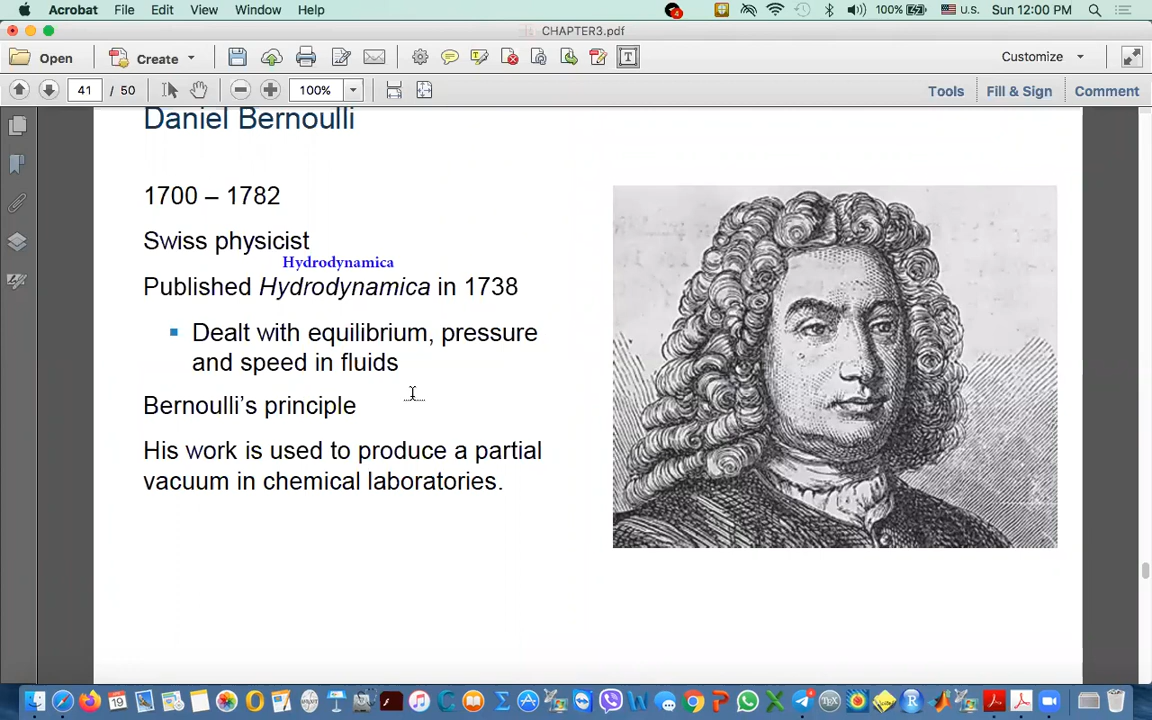 Acrobat File Edit View Window Help 4 100% U.S. Sun 12:00 PM
CHAPTER3.pdf
Open Create Customize
41 / 50 100% Tools Fill & Sign Comment
Daniel Bernoulli
1700 – 1782
Swiss physicist
Hydrodynamica
Published Hydrodynamica in 1738
Dealt with equilibrium, pressure
and speed in fluids
Bernoulli’s principle
His work is used to produce a partial
vacuum in chemical laboratories.